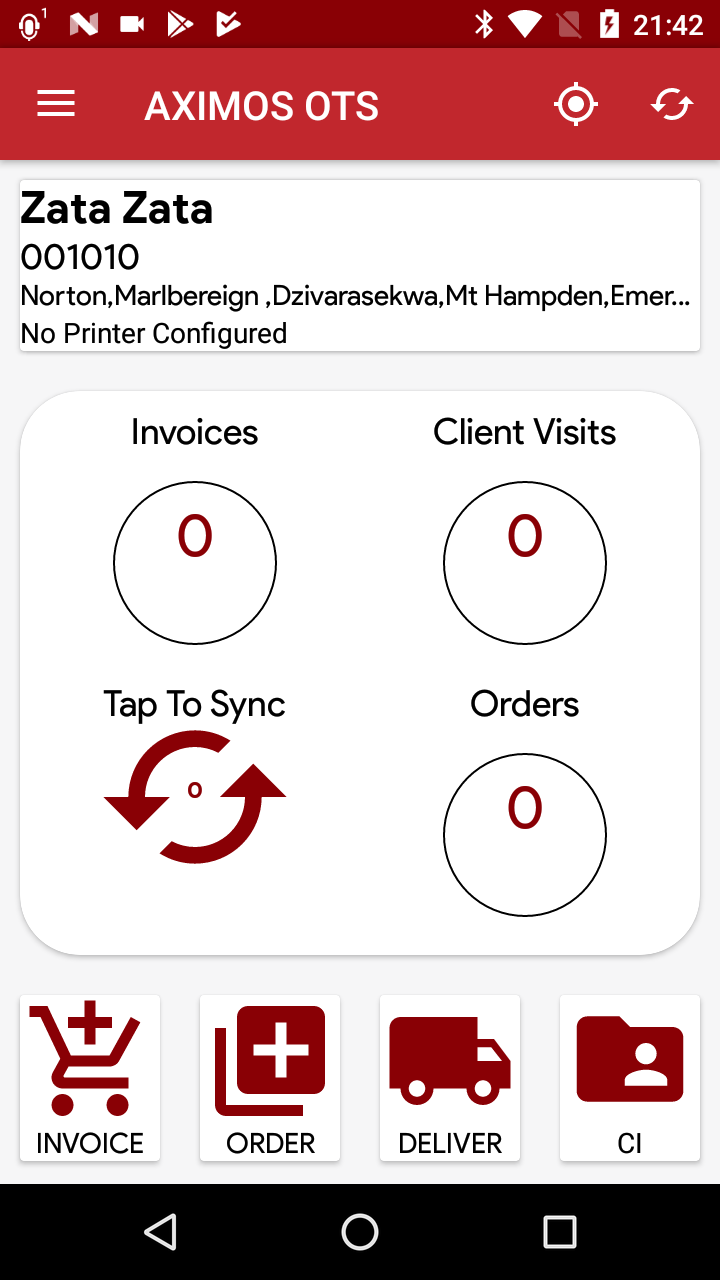 1
21:42
AXIMOS OTS
Zata Zata
001010
Norton,Marlbereign ,Dzivarasekwa,Mt Hampden,Emer...
No Printer Configured
Invoices
Client Visits
0
0
Tap To Sync
Orders
0
0
INVOICE
ORDER
DELIVER
CI